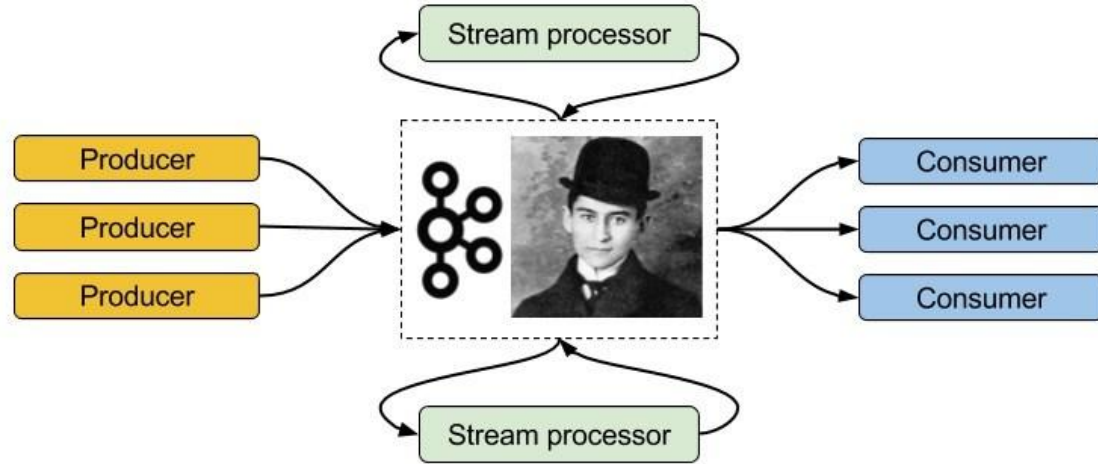 Stream processor
Producer
Consumer
Producer
Consumer
Producer
Consumer
Stream processor